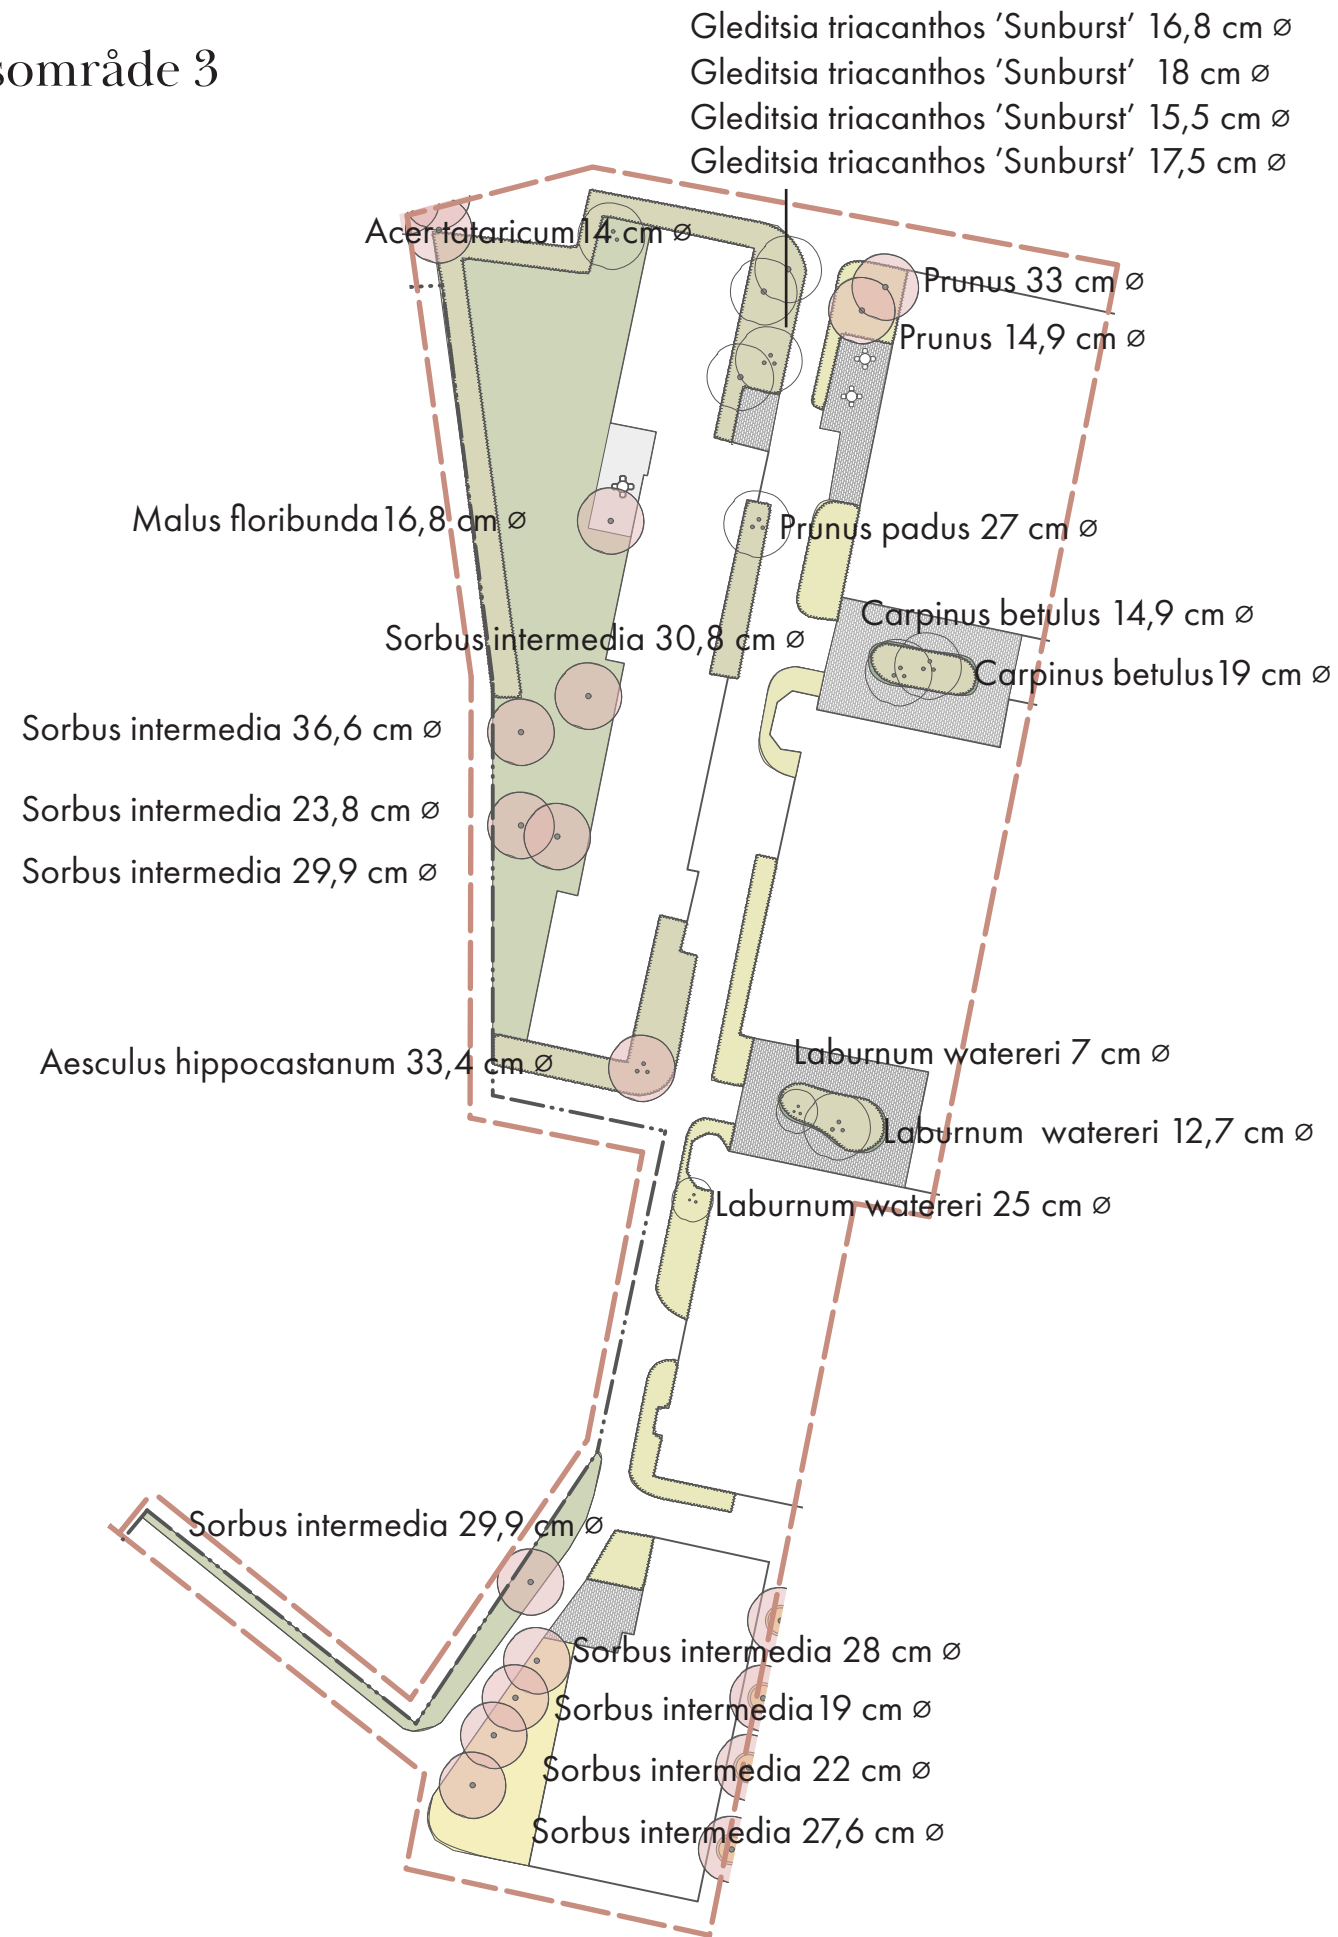 sområde 3
Gleditsia triacanthos ’Sunburst’ 16,8 cm ⌀
Gleditsia triacanthos ’Sunburst’ 18 cm ⌀
Gleditsia triacanthos ’Sunburst’ 15,5 cm ⌀
Gleditsia triacanthos ’Sunburst’ 17,5 cm ⌀
Acer tataricum 14 cm ⌀
Prunus 33 cm ⌀
Prunus 14,9 cm ⌀
Malus floribunda 16,8 cm ⌀
Prunus padus 27 cm ⌀
Carpinus betulus 14,9 cm ⌀
Sorbus intermedia 30,8 cm ⌀
Carpinus betulus 19 cm ⌀
Sorbus intermedia 36,6 cm ⌀
Sorbus intermedia 23,8 cm ⌀
Sorbus intermedia 29,9 cm ⌀
Laburnum watereri 7 cm ⌀
Aesculus hippocastanum 33,4 cm ⌀
Laburnum watereri 12,7 cm ⌀
Laburnum watereri 25 cm ⌀
Sorbus intermedia 29,9 cm ⌀
Sorbus intermedia 28 cm ⌀
Sorbus intermedia 19 cm ⌀
Sorbus intermedia 22 cm ⌀
Sorbus intermedia 27,6 cm ⌀